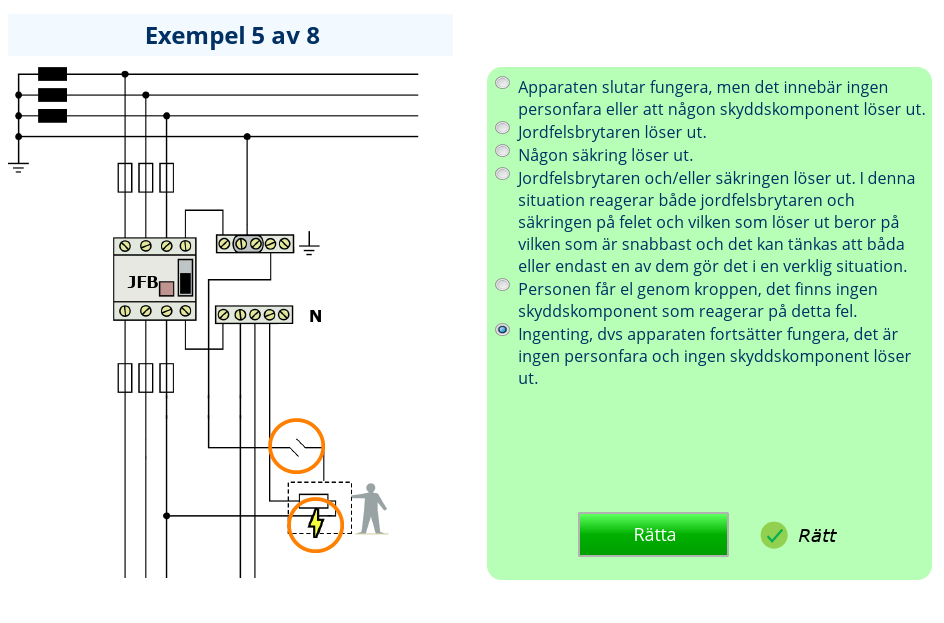 Exempel 5 av 8
Apparaten slutar fungera, men det innebär ingen
personfara eller att någon skyddskomponent löser ut.
Jordfelsbrytaren löser ut.
Någon säkring löser ut.
Jordfelsbrytaren och/eller säkringen löser ut. I denna
situation reagerar både jordfelsbrytaren och
säkringen på felet och vilken som löser ut beror på
vilken som är snabbast och det kan tänkas att båda
eller endast en av dem gör det i en verklig situation.
Personen får el genom kroppen, det finns ingen
skyddskomponent som reagerar på detta fel.
Ingenting, dvs apparaten fortsätter fungera, det är
ingen personfara och ingen skyddskomponent löser
ut.
JFB
N
Rätta
Rätt